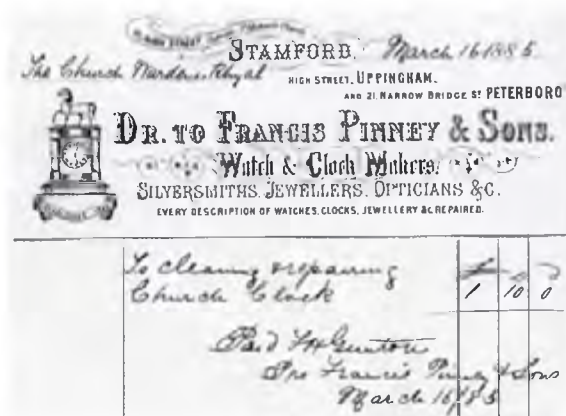 STAMFORD. March 16 1885.
The Church Wardens Ryhal
HIGH STREET, UPPINGHAM,
AND 21, NARROW BRIDGE ST PETERBORO
DR. TO FRANCIS PINNEY & SONS.
Watch & Clock Makers,
SILVERSMITHS, JEWELLERS, OPTICIANS &C.
EVERY DESCRIPTION OF WATCHES, CLOCKS, JEWELLERY &C REPAIRED.
To cleaning & repairing
Church Clock 1 10 0
Paid
Pro Francis Pinney & Sons
March 16/85